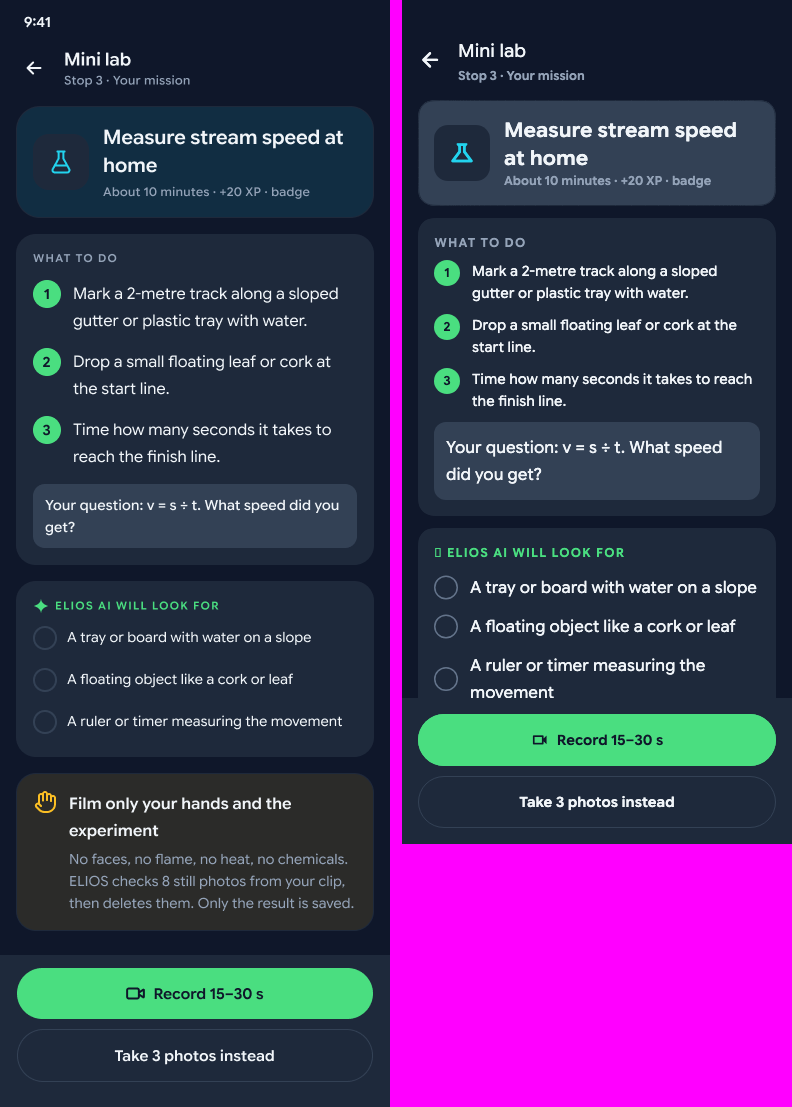 9:41
Mini lab
Stop 3 · Your mission
Measure stream speed at
home
About 10 minutes · +20 XP · badge
WHAT TO DO
1 Mark a 2-metre track along a sloped
gutter or plastic tray with water.
2 Drop a small floating leaf or cork at
the start line.
3 Time how many seconds it takes to
reach the finish line.
Your question: v = s ÷ t. What speed did you
get?
ELIOS AI WILL LOOK FOR
A tray or board with water on a slope
A floating object like a cork or leaf
A ruler or timer measuring the movement
Film only your hands and the
experiment
No faces, no flame, no heat, no chemicals.
ELIOS checks 8 still photos from your clip,
then deletes them. Only the result is saved.
Record 15–30 s
Take 3 photos instead
Mini lab
Stop 3 · Your mission
Measure stream speed
at home
About 10 minutes · +20 XP · badge
WHAT TO DO
1 Mark a 2-metre track along a sloped
gutter or plastic tray with water.
2 Drop a small floating leaf or cork at the
start line.
3 Time how many seconds it takes to reach
the finish line.
Your question: v = s ÷ t. What speed
did you get?
ELIOS AI WILL LOOK FOR
A tray or board with water on a slope
A floating object like a cork or leaf
A ruler or timer measuring the
movement
Record 15–30 s
Take 3 photos instead